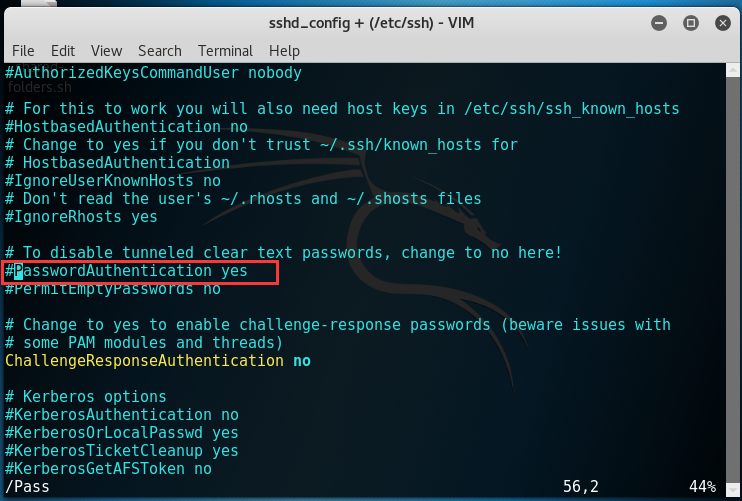 sshd_config + (/etc/ssh) - VIM
File Edit View Search Terminal Help
#AuthorizedKeysCommandUser nobody
folders.sh
# For this to work you will also need host keys in /etc/ssh/ssh_known_hosts
#HostbasedAuthentication no
# Change to yes if you don't trust ~/.ssh/known_hosts for
# HostbasedAuthentication
#IgnoreUserKnownHosts no
# Don't read the user's ~/.rhosts and ~/.shosts files
#IgnoreRhosts yes
# To disable tunneled clear text passwords, change to no here!
#PasswordAuthentication yes
#PermitEmptyPasswords no
# Change to yes to enable challenge-response passwords (beware issues with
# some PAM modules and threads)
ChallengeResponseAuthentication no
# Kerberos options
#KerberosAuthentication no
#KerberosOrLocalPasswd yes
#KerberosTicketCleanup yes
#KerberosGetAFSToken no
/Pass 56,2 44%